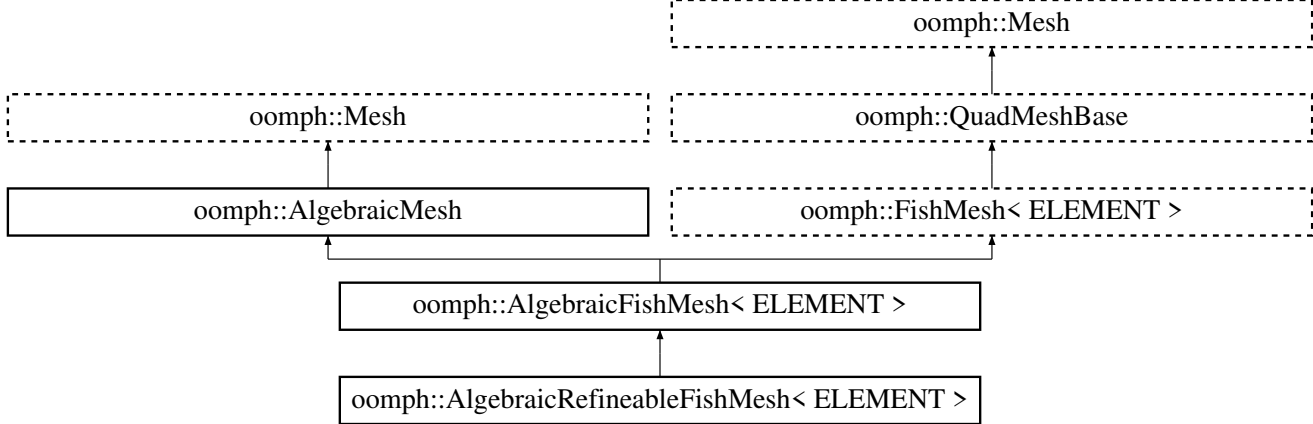 oomph::Mesh
oomph::Mesh
oomph::QuadMeshBase
oomph::AlgebraicMesh
oomph::FishMesh< ELEMENT >
oomph::AlgebraicFishMesh< ELEMENT >
oomph::AlgebraicRefineableFishMesh< ELEMENT >